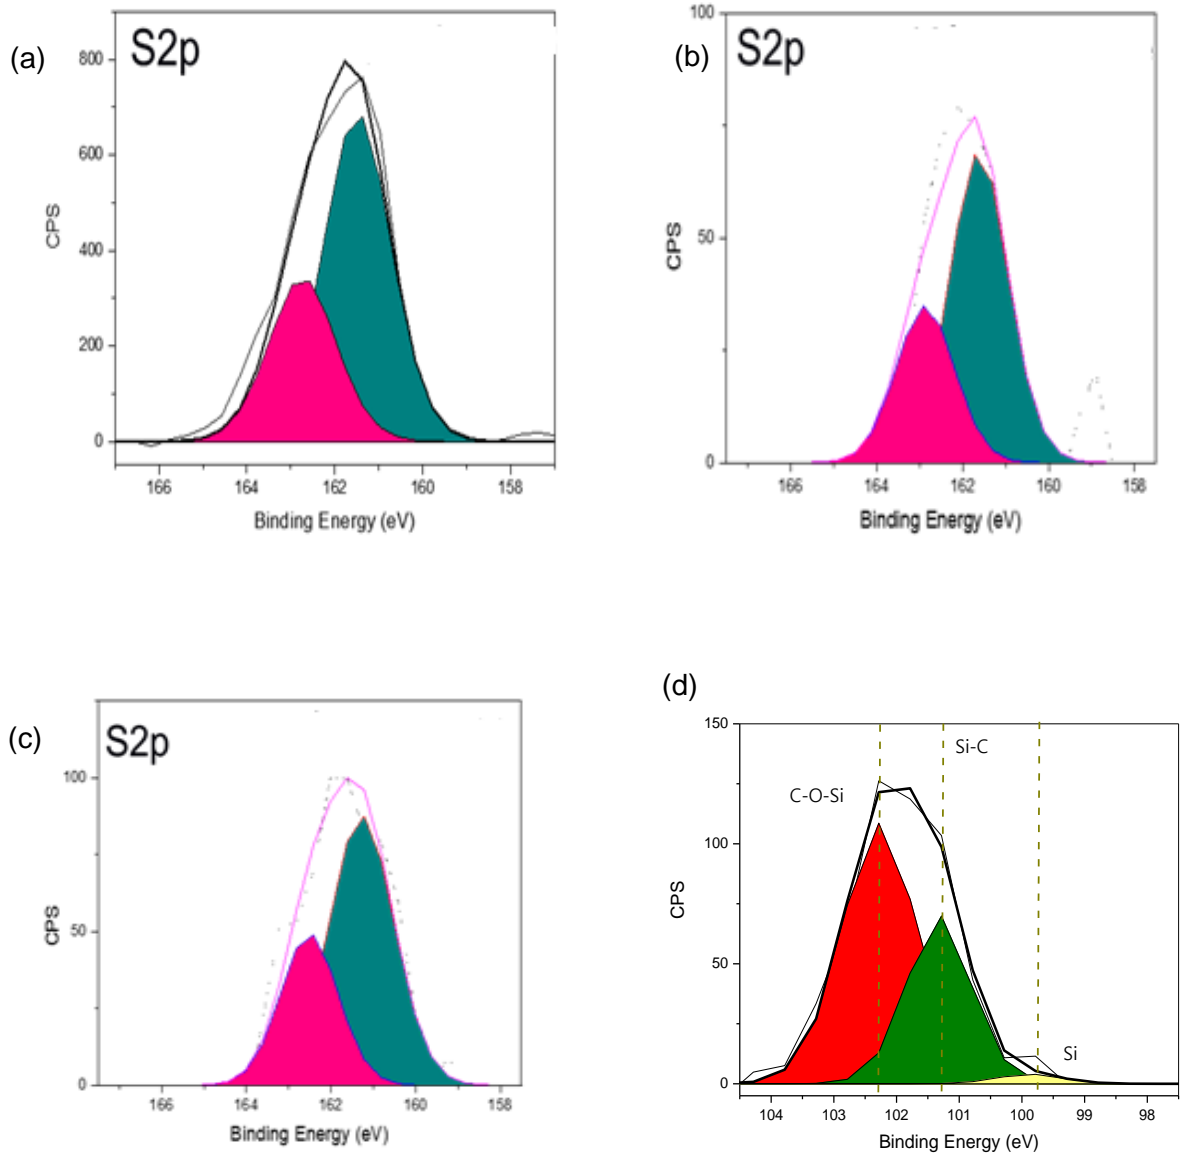 (a)
S2p
800
600
400
200
0
CPS
166
164
162
160
158
Binding Energy (eV)
(b)
S2p
100
50
0
CPS
166
164
162
160
158
Binding Energy (eV)
(c)
S2p
100
50
0
CPS
166
164
162
160
158
Binding Energy (eV)
(d)
150
100
50
0
CPS
Si-C
C-O-Si
Si
104
103
102
101
100
99
98
Binding Energy (eV)